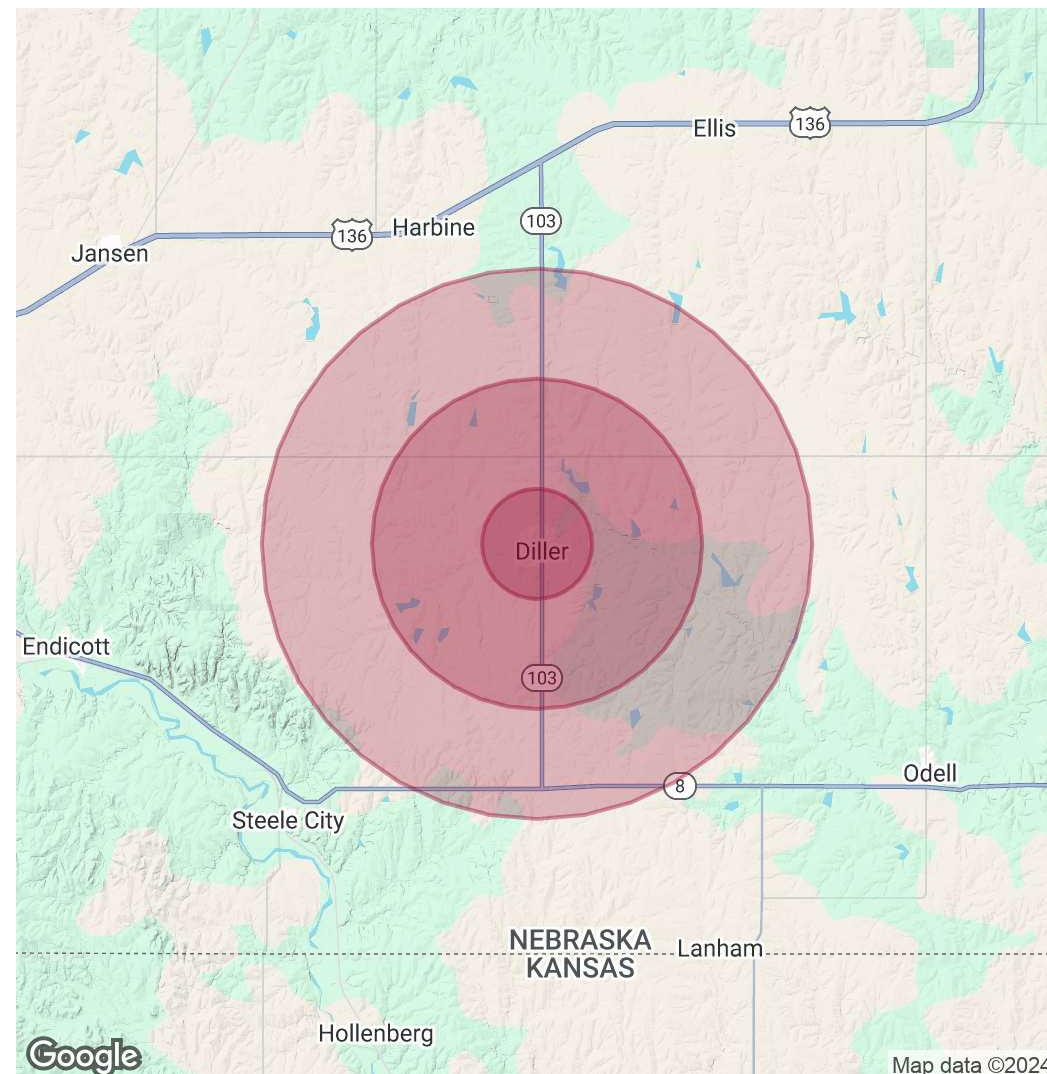 Ellis
136
103
Harbine
136
Jansen
Diller
Endicott
103
Odell
8
Steele City
NEBRASKA
KANSAS
Lanham
Hollenberg
Google
Map data ©2024